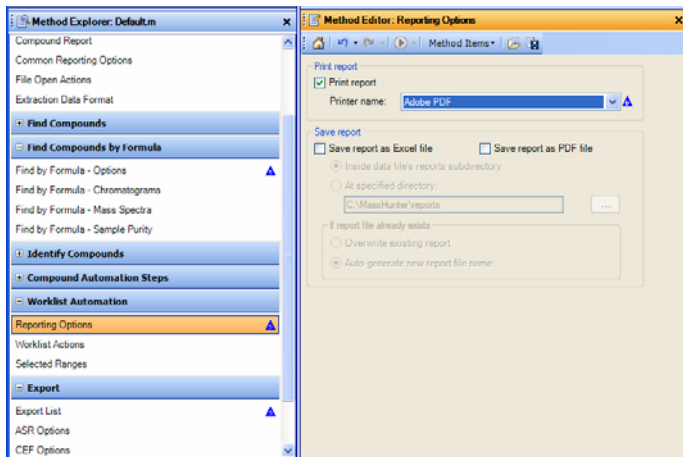 Method Explorer: Default.m
Compound Report
Common Reporting Options
File Open Actions
Extraction Data Format
Find Compounds
Find Compounds by Formula
Find by Formula - Options
Find by Formula - Chromatograms
Find by Formula - Mass Spectra
Find by Formula - Sample Purity
Identify Compounds
Compound Automation Steps
Worklist Automation
Reporting Options
Worklist Actions
Selected Ranges
Export
Export List
ASR Options
CEF Options
Method Editor: Reporting Options
Method Items
Print report
Print report
Printer name: Adobe PDF
Save report
Save report as Excel file Save report as PDF file
Inside data file's reports subdirectory
At specified directory:
C:\MassHunter\reports ...
If report file already exists
Overwrite existing report
Auto-generate new report file name